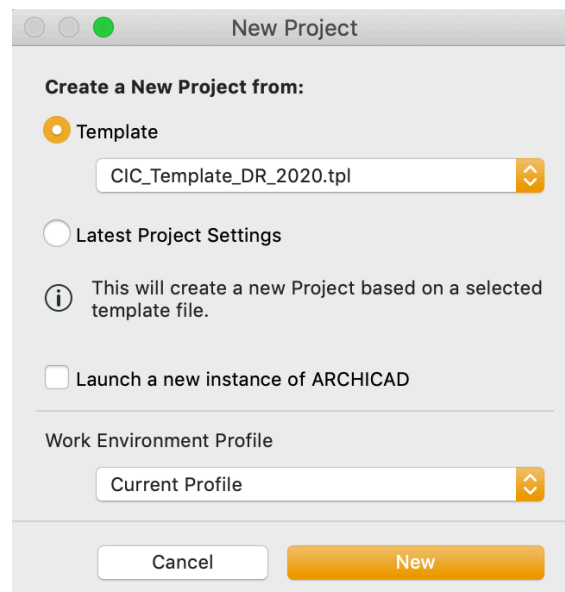 New Project
Create a New Project from:
Template
CIC_Template_DR_2020.tpl
Latest Project Settings
This will create a new Project based on a selected
template file.
Launch a new instance of ARCHICAD
Work Environment Profile
Current Profile
Cancel
New